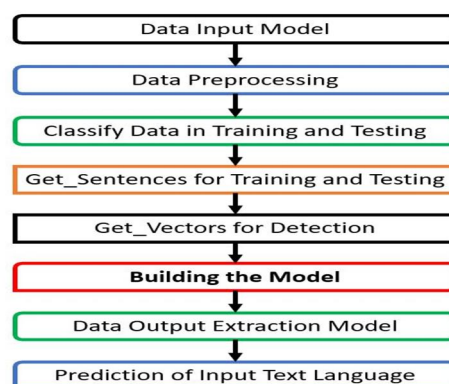 Data Input Model
Data Preprocessing
Classify Data in Training and Testing
Get_Sentences for Training and Testing
Get_Vectors for Detection
Building the Model
Data Output Extraction Model
Prediction of Input Text Language